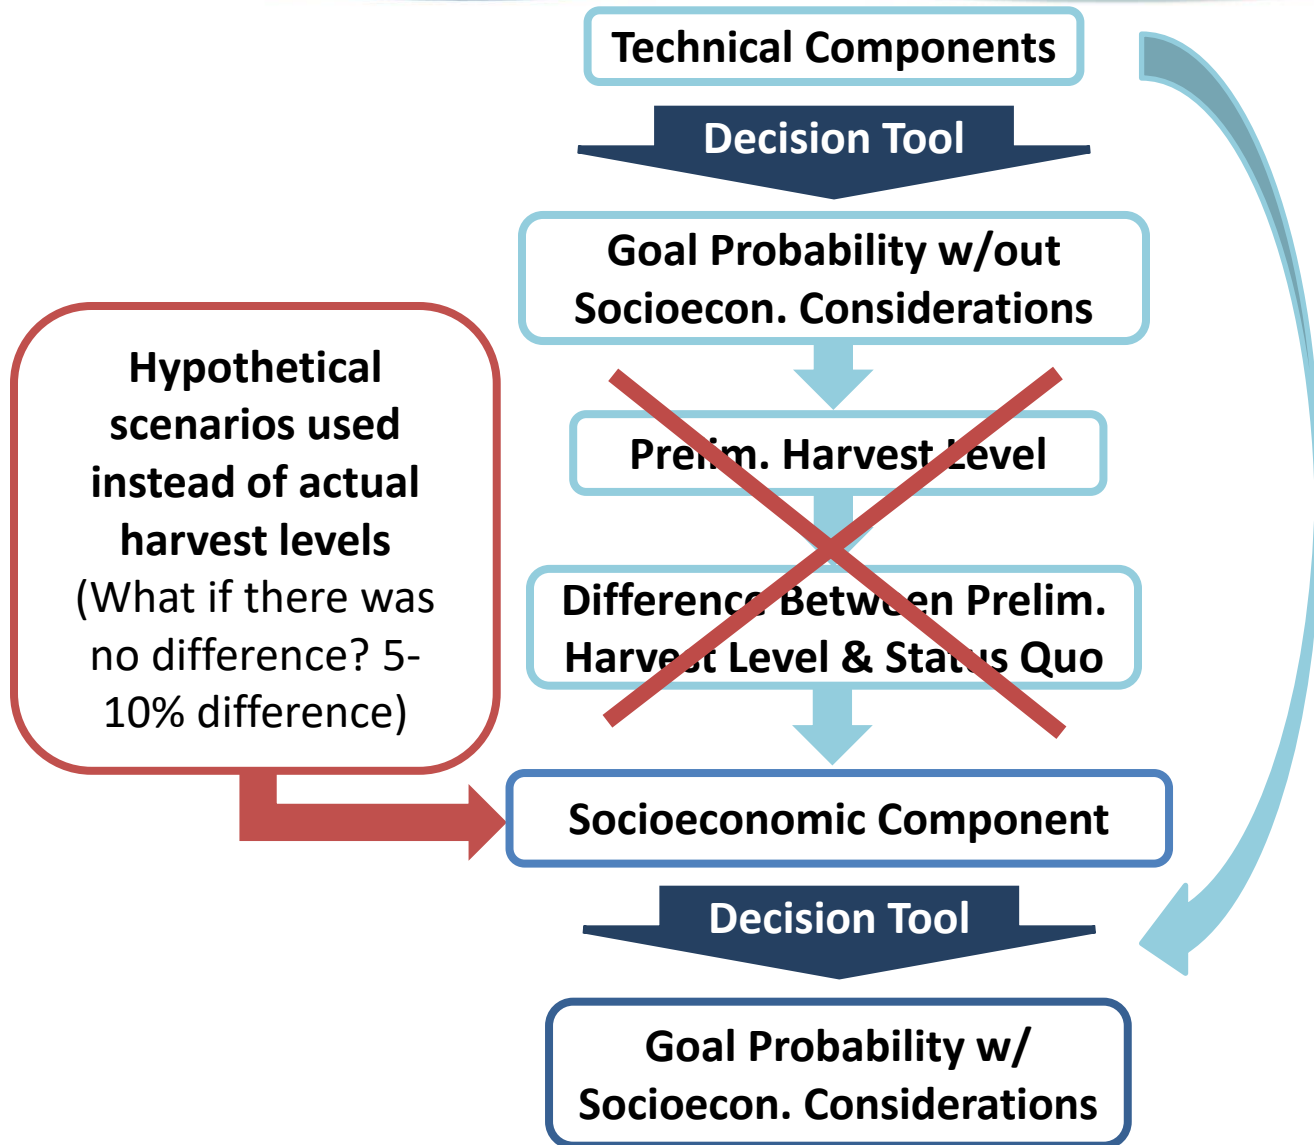 Technical Components
Decision Tool
Goal Probability w/out
Socioecon. Considerations
Hypothetical
scenarios used
instead of actual
harvest levels
(What if there was
no difference? 5-
10% difference)
Prelim. Harvest Level
Difference Between Prelim.
Harvest Level & Status Quo
Socioeconomic Component
Decision Tool
Goal Probability w/
Socioecon. Considerations